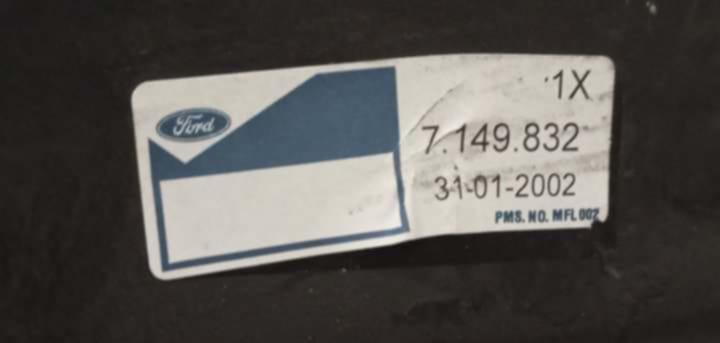 Ford
1X
7.149.832
31-01-2002
PMS. NO. MFL 002